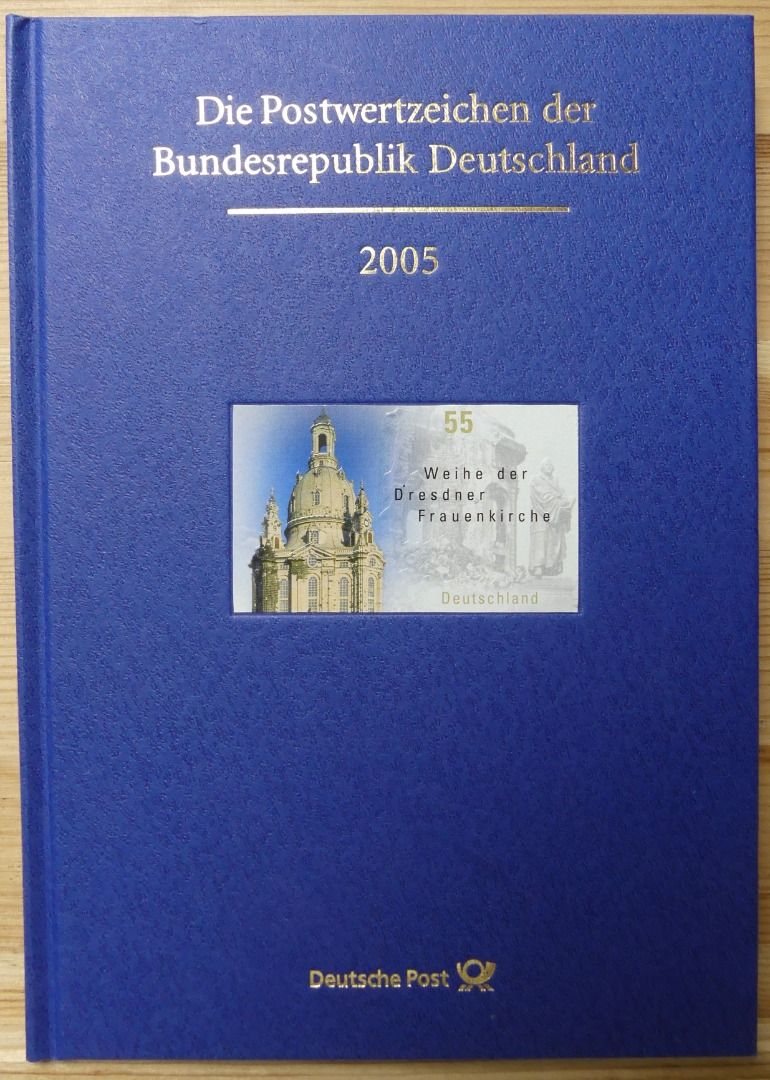 Die Postwertzeichen der
Bundesrepublik Deutschland
2005
55
Weihe der
Dresdner
Frauenkirche
Deutschland
Deutsche Post